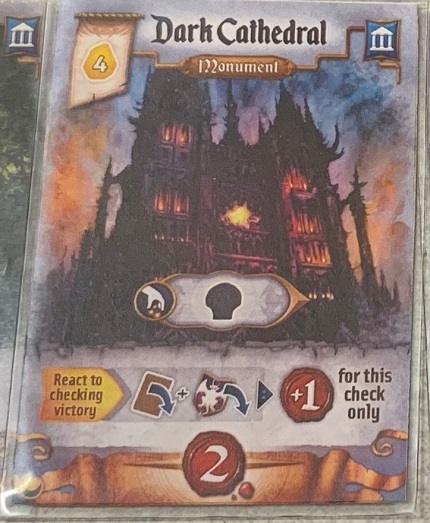 Dark Cathedral
4
Monument
React to
checking
victory
+
+1
for this
check
only
2